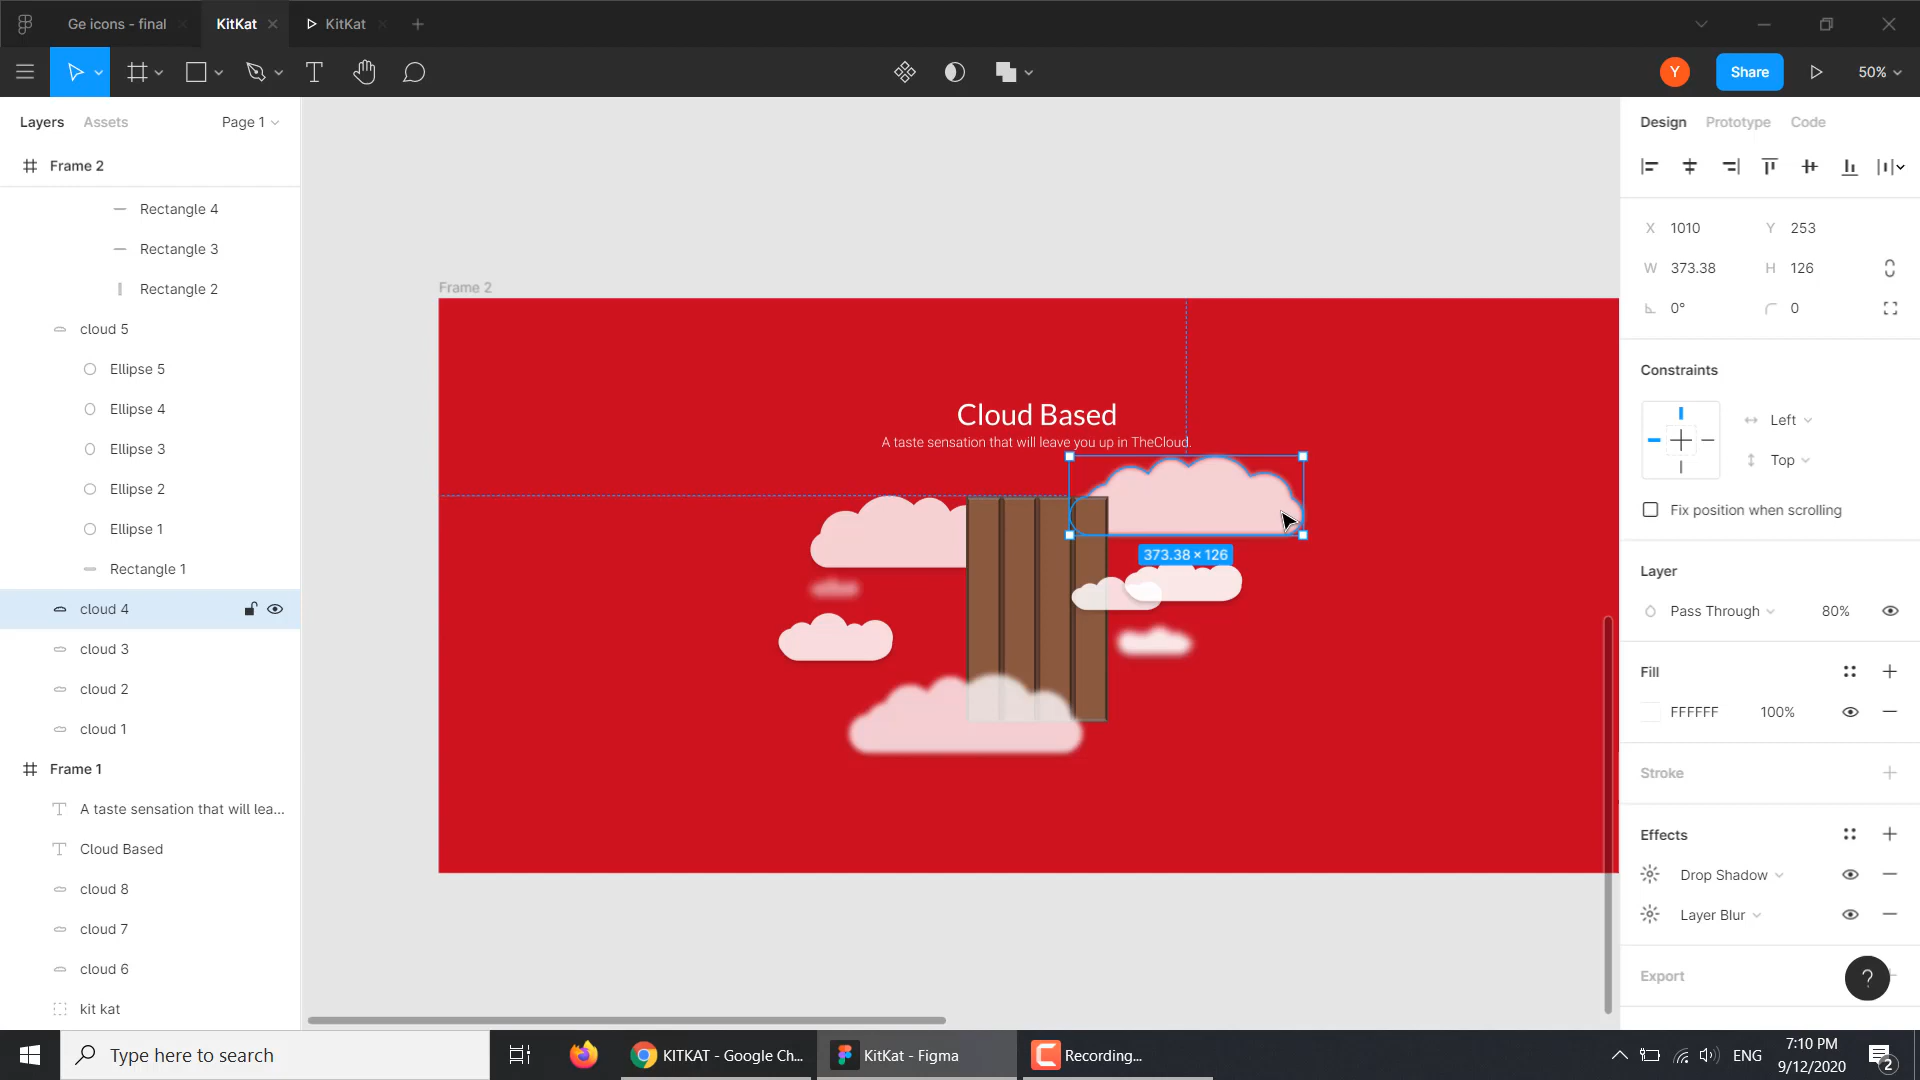 Ge icons - final
KitKat
KitKat
Y
Share
50%
Layers
Assets
Page 1
Frame 2
Rectangle 4
Rectangle 3
Rectangle 2
cloud 5
Ellipse 5
Ellipse 4
Ellipse 3
Ellipse 2
Ellipse 1
Rectangle 1
cloud 4
cloud 3
cloud 2
cloud 1
Frame 1
A taste sensation that will lea...
Cloud Based
cloud 8
cloud 7
cloud 6
kit kat
Frame 2
Cloud Based
A taste sensation that will leave you up in TheCloud.
373.38 × 126
Design
Prototype
Code
X 1010
Y 253
W 373.38
H 126
0°
0
Constraints
Left
Top
Fix position when scrolling
Layer
Pass Through
80%
Fill
FFFFFF
100%
Stroke
Effects
Drop Shadow
Layer Blur
Export
?
Type here to search
KITKAT - Google Ch...
KitKat - Figma
Recording...
ENG
7:10 PM
9/12/2020
2